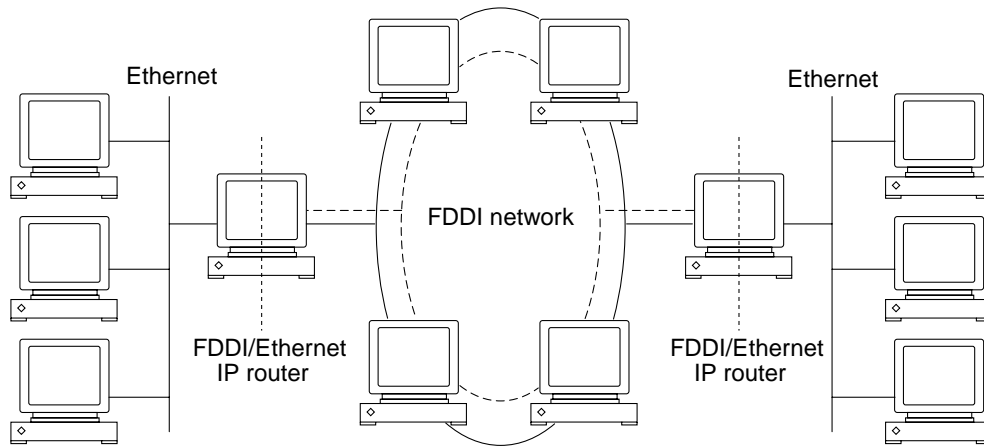 Ethernet
Ethernet
FDDI network
FDDI/Ethernet
IP router
FDDI/Ethernet
IP router